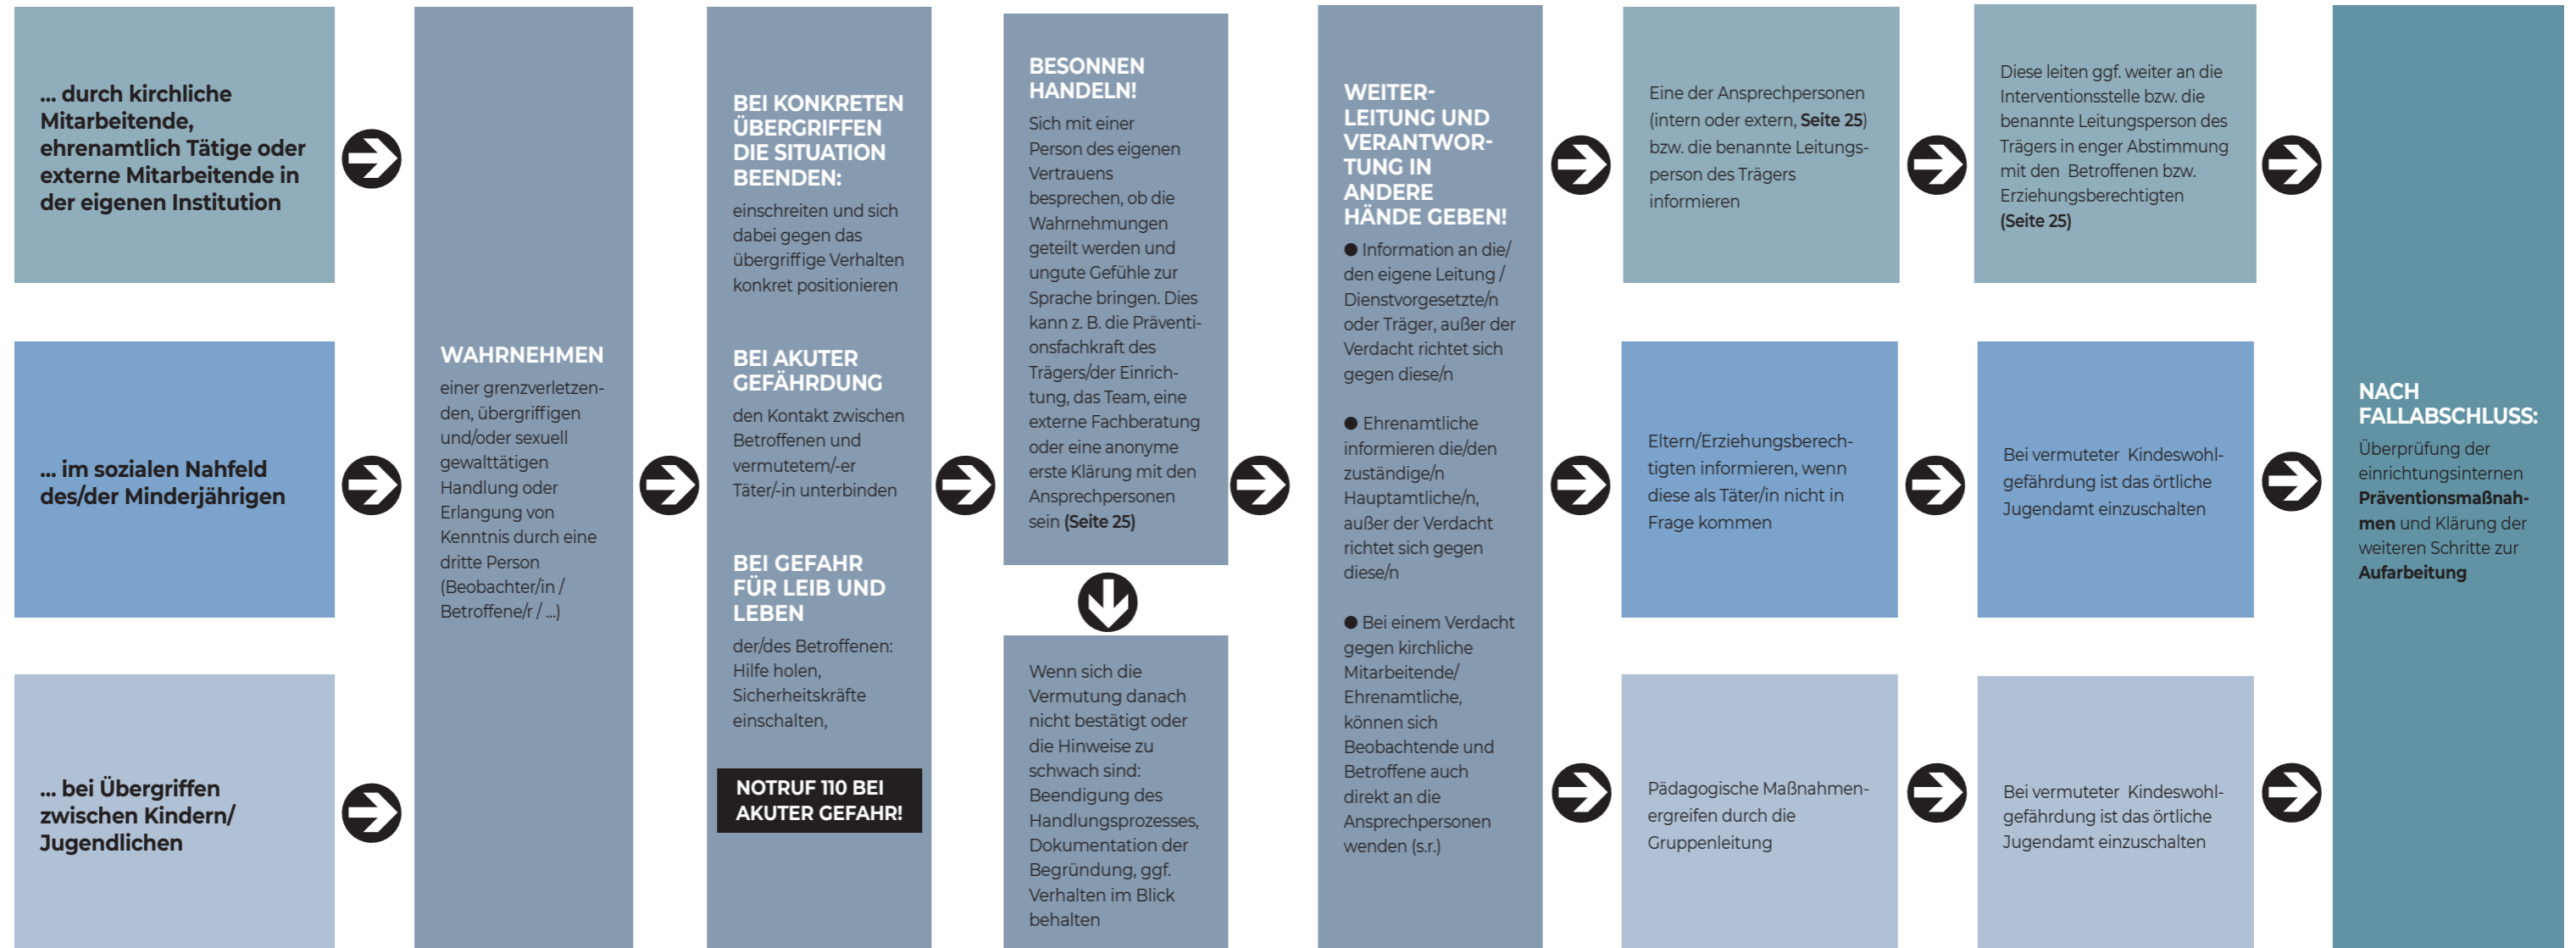 ... durch kirchliche
Mitarbeitende,
ehrenamtlich Tätige oder
externe Mitarbeitende in
der eigenen Institution
... im sozialen Nahfeld
des/der Minderjährigen
... bei Übergriffen
zwischen Kindern/
Jugendlichen
WAHRNEHMEN
einer grenzverletzen-
den, übergriffigen
und/oder sexuell
gewalttätigen
Handlung oder
Erlangung von
Kenntnis durch eine
dritte Person
(Beobachter/in /
Betroffene/r / ...)
BEI KONKRETEN
ÜBERGRIFFEN
DIE SITUATION
BEENDEN:
einschreiten und sich
dabei gegen das
übergriffige Verhalten
konkret positionieren
BEI AKUTER
GEFÄHRDUNG
den Kontakt zwischen
Betroffenen und
vermutetem/-er
Täter/-in unterbinden
BEI GEFAHR
FÜR LEIB UND
LEBEN
der/des Betroffenen:
Hilfe holen,
Sicherheitskräfte
einschalten,
NOTRUF 110 BEI
AKUTER GEFAHR!
BESONNEN
HANDELN!
Sich mit einer
Person des eigenen
Vertrauens
besprechen, ob die
Wahrnehmungen
geteilt werden und
ungute Gefühle zur
Sprache bringen. Dies
kann z. B. die Präventi-
onsfachkraft des
Trägers/der Einrich-
tung, das Team, eine
externe Fachberatung
oder eine anonyme
erste Klärung mit den
Ansprechpersonen
sein (Seite 25)
Wenn sich die
Vermutung danach
nicht bestätigt oder
die Hinweise zu
schwach sind:
Beendigung des
Handlungsprozesses,
Dokumentation der
Begründung, ggf.
Verhalten im Blick
behalten
WEITER-
LEITUNG UND
VERANTWOR-
TUNG IN
ANDERE
HÄNDE GEBEN!
● Information an die/
den eigene Leitung /
Dienstvorgesetzte/n
oder Träger, außer der
Verdacht richtet sich
gegen diese/n
● Ehrenamtliche
informieren die/den
zuständige/n
Hauptamtliche/n,
außer der Verdacht
richtet sich gegen
diese/n
● Bei einem Verdacht
gegen kirchliche
Mitarbeitende/
Ehrenamtliche,
können sich
Beobachtende und
Betroffene auch
direkt an die
Ansprechpersonen
wenden (s.r.)
Eine der Ansprechpersonen
(intern oder extern, Seite 25)
bzw. die benannte Leitungs-
person des Trägers
informieren
Diese leiten ggf. weiter an die
Interventionsstelle bzw. die
benannte Leitungsperson des
Trägers in enger Abstimmung
mit den Betroffenen bzw.
Erziehungsberechtigten
(Seite 25)
Eltern/Erziehungsberech-
tigten informieren, wenn
diese als Täter/in nicht in
Frage kommen
Bei vermuteter Kindeswohl-
gefährdung ist das örtliche
Jugendamt einzuschalten
Pädagogische Maßnahmen-
ergreifen durch die
Gruppenleitung
Bei vermuteter Kindeswohl-
gefährdung ist das örtliche
Jugendamt einzuschalten
NACH
FALLABSCHLUSS:
Überprüfung der
einrichtungsinternen
Präventionsmaßnah-
men und Klärung der
weiteren Schritte zur
Aufarbeitung